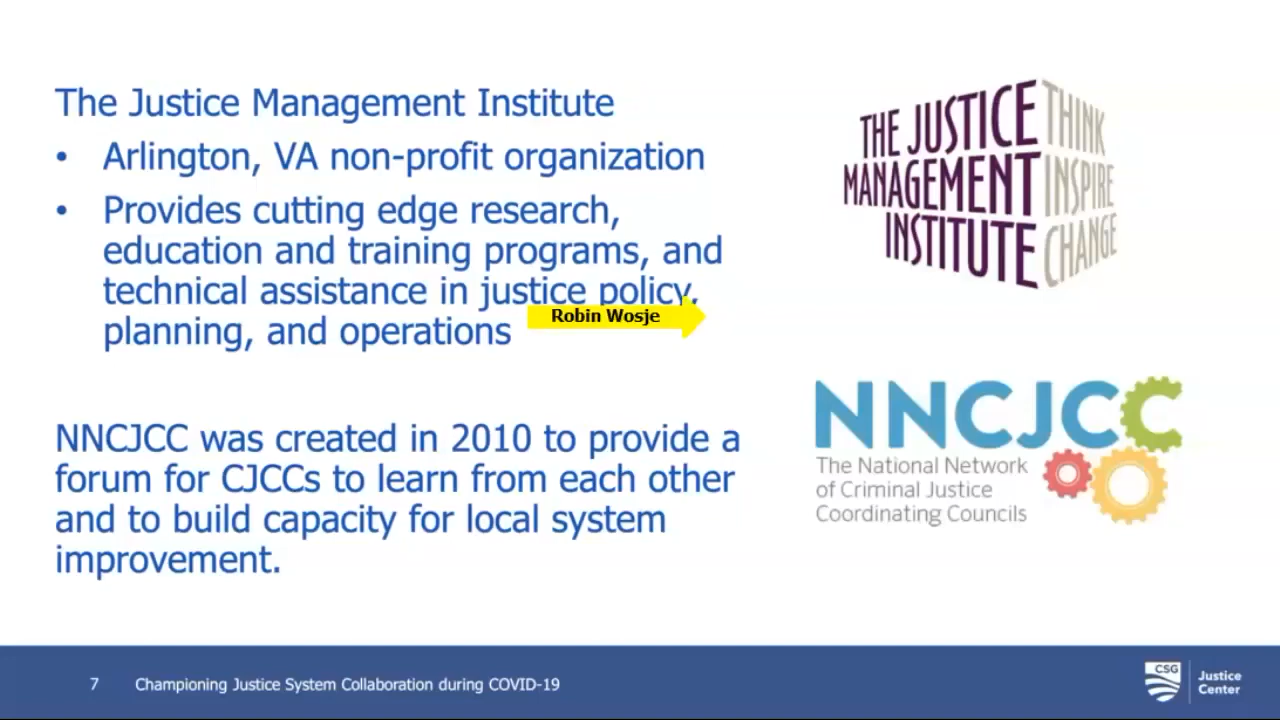 The Justice Management Institute
• Arlington, VA non-profit organization
• Provides cutting edge research,
education and training programs, and
technical assistance in justice policy,
planning, and operations
Robin Wosje
NNCJCC was created in 2010 to provide a
forum for CJCCs to learn from each other
and to build capacity for local system
improvement.
THE JUSTICE THINK
MANAGEMENT INSPIRE
INSTITUTE CHANGE
NNCJCC
The National Network
of Criminal Justice
Coordinating Councils
7 Championing Justice System Collaboration during COVID-19
CSG
Justice
Center